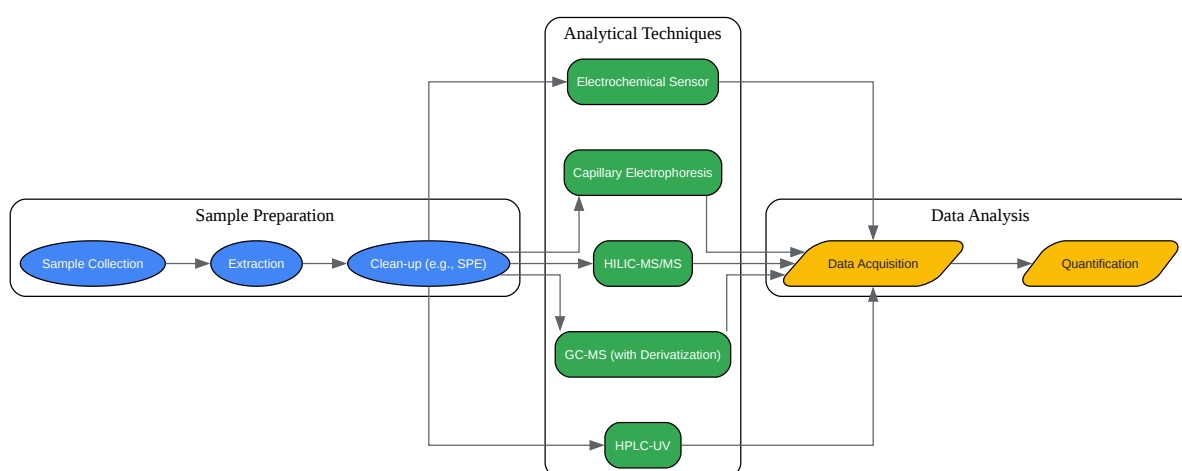 Analytical Techniques
Electrochemical Sensor
Capillary Electrophoresis
Sample Preparation
Data Analysis
Sample Collection
Extraction
Clean-up (e.g., SPE)
HILIC-MS/MS
Data Acquisition
Quantification
GC-MS (with Derivatization)
HPLC-UV